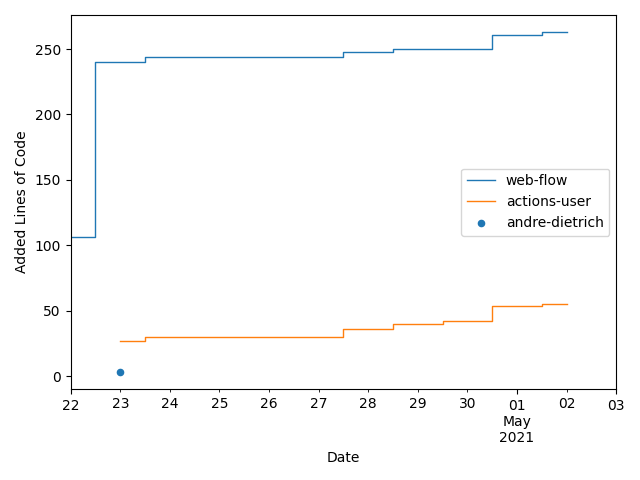 Added Lines of Code
250
200
150
100
50
0
web-flow
actions-user
andre-dietrich
22 23 24 25 26 27 28 29 30 01 02 03
May
2021
Date